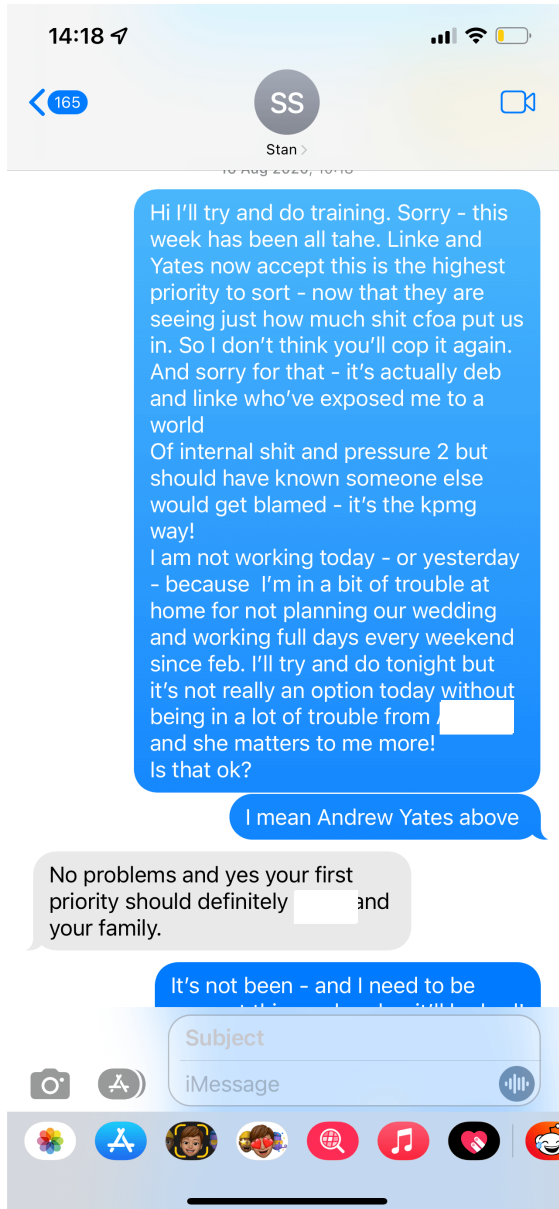 14:18
165
SS
Stan
Hi I'll try and do training. Sorry - this
week has been all tahe. Linke and
Yates now accept this is the highest
priority to sort - now that they are
seeing just how much shit cfoa put us
in. So I don't think you'll cop it again.
And sorry for that - it's actually deb
and linke who've exposed me to a
world
Of internal shit and pressure 2 but
should have known someone else
would get blamed - it's the kpmg
way!
I am not working today - or yesterday
- because  I'm in a bit of trouble at
home for not planning our wedding
and working full days every weekend
since feb. I'll try and do tonight but
it's not really an option today without
being in a lot of trouble from
and she matters to me more!
Is that ok?
I mean Andrew Yates above
No problems and yes your first
priority should definitely and
your family.
It's not been - and I need to be
Subject
iMessage